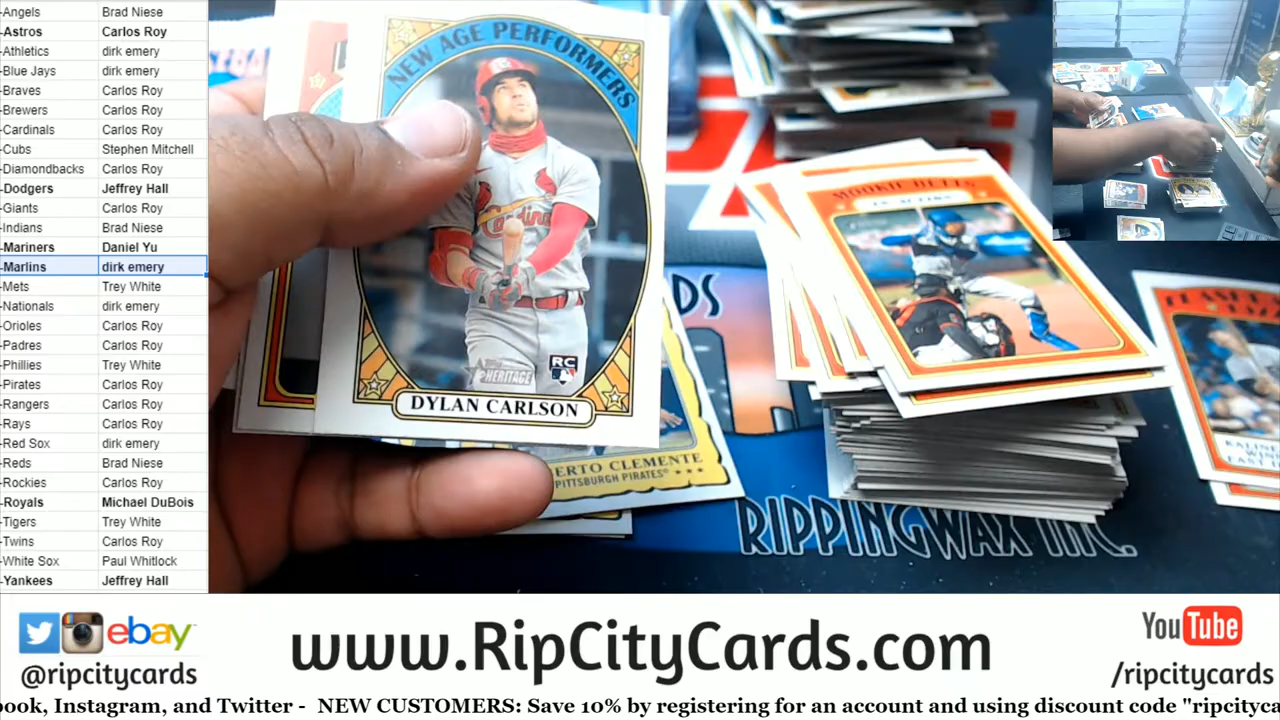 -Angels Brad Niese
-Astros Carlos Roy
-Athletics dirk emery
-Blue Jays dirk emery
-Braves Carlos Roy
-Brewers Carlos Roy
-Cardinals Carlos Roy
-Cubs Stephen Mitchell
-Diamondbacks Carlos Roy
-Dodgers Jeffrey Hall
-Giants Carlos Roy
-Indians Brad Niese
-Mariners Daniel Yu
-Marlins dirk emery
-Mets Trey White
-Nationals dirk emery
-Orioles Carlos Roy
-Padres Carlos Roy
-Phillies Trey White
-Pirates Carlos Roy
-Rangers Carlos Roy
-Rays Carlos Roy
-Red Sox dirk emery
-Reds Brad Niese
-Rockies Carlos Roy
-Royals Michael DuBois
-Tigers Trey White
-Twins Carlos Roy
-White Sox Paul Whitlock
-Yankees Jeffrey Hall
NEW AGE PERFORMERS
Cardinals
RC
HERITAGE
DYLAN CARLSON
ERTO CLEMENTE
PITTSBURGH PIRATES
MOOKIE BETTS
IN ACTION
DS
KALINE
RIPPINGWAX INC.
ebay
@ripcitycards
www.RipCityCards.com
YouTube
/ripcitycards
book, Instagram, and Twitter - NEW CUSTOMERS: Save 10% by registering for an account and using discount code "ripcityca